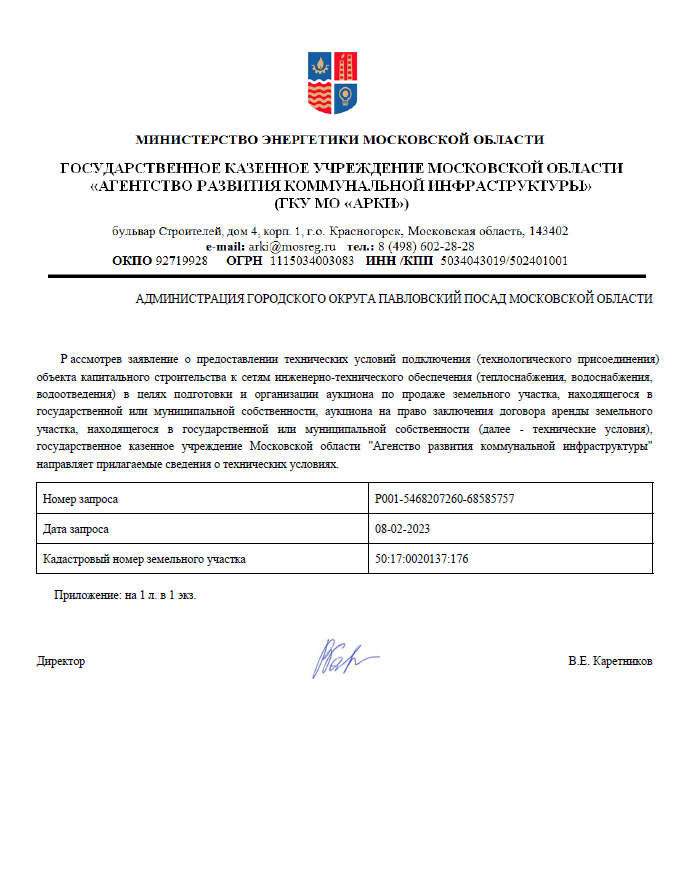 МИНИСТЕРСТВО ЭНЕРГЕТИКИ МОСКОВСКОЙ ОБЛАСТИ
ГОСУДАРСТВЕННОЕ КАЗЕННОЕ УЧРЕЖДЕНИЕ МОСКОВСКОЙ ОБЛАСТИ
«АГЕНТСТВО РАЗВИТИЯ КОММУНАЛЬНОЙ ИНФРАСТРУКТУРЫ»
(ГКУ МО «АРКИ»)
бульвар Строителей, дом 4, корп. 1, г.о. Красногорск, Московская область, 143402
e-mail: arki@mosreg.ru тел.: 8 (498) 602-28-28
ОКПО 92719928 ОГРН 1115034003083 ИНН /КПП 5034043019/502401001
АДМИНИСТРАЦИЯ ГОРОДСКОГО ОКРУГА ПАВЛОВСКИЙ ПОСАД МОСКОВСКОЙ ОБЛАСТИ
Рассмотрев заявление о предоставлении технических условий подключения (технологического присоединения)
объекта капитального строительства к сетям инженерно-технического обеспечения (теплоснабжения, водоснабжения,
водоотведения) в целях подготовки и организации аукциона по продаже земельного участка, находящегося в
государственной или муниципальной собственности, аукциона на право заключения договора аренды земельного
участка, находящегося в государственной или муниципальной собственности (далее - технические условия),
государственное казенное учреждение Московской области "Агенство развития коммунальной инфраструктуры"
направляет прилагаемые сведения о технических условиях.
Номер запроса P001-5468207260-68585757
Дата запроса 08-02-2023
Кадастровый номер земельного участка 50:17:0020137:176
Приложение: на 1 л. в 1 экз.
Директор В.Е. Каретников